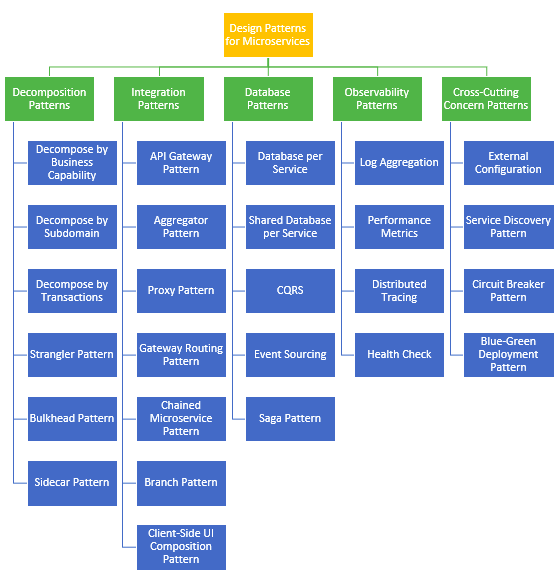 Design Patterns
for Microservices
Decomposition
Patterns
Decompose by
Business
Capability
Decompose by
Subdomain
Decompose by
Transactions
Strangler Pattern
Bulkhead Pattern
Sidecar Pattern
Integration
Patterns
API Gateway
Pattern
Aggregator
Pattern
Proxy Pattern
Gateway Routing
Pattern
Chained
Microservice
Pattern
Branch Pattern
Client-Side UI
Composition
Pattern
Database
Patterns
Database per
Service
Shared Database
per Service
CQRS
Event Sourcing
Saga Pattern
Observability
Patterns
Log Aggregation
Performance
Metrics
Distributed
Tracing
Health Check
Cross-Cutting
Concern Patterns
External
Configuration
Service Discovery
Pattern
Circuit Breaker
Pattern
Blue-Green
Deployment
Pattern